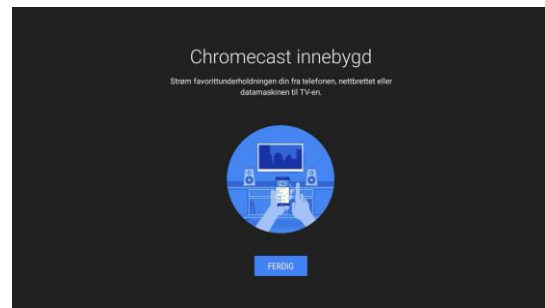 Chromecast innebygd
Strøm favorittunderholdningen din fra telefonen, nettbrettet eller
datamaskinen til TV-en.
FERDIG